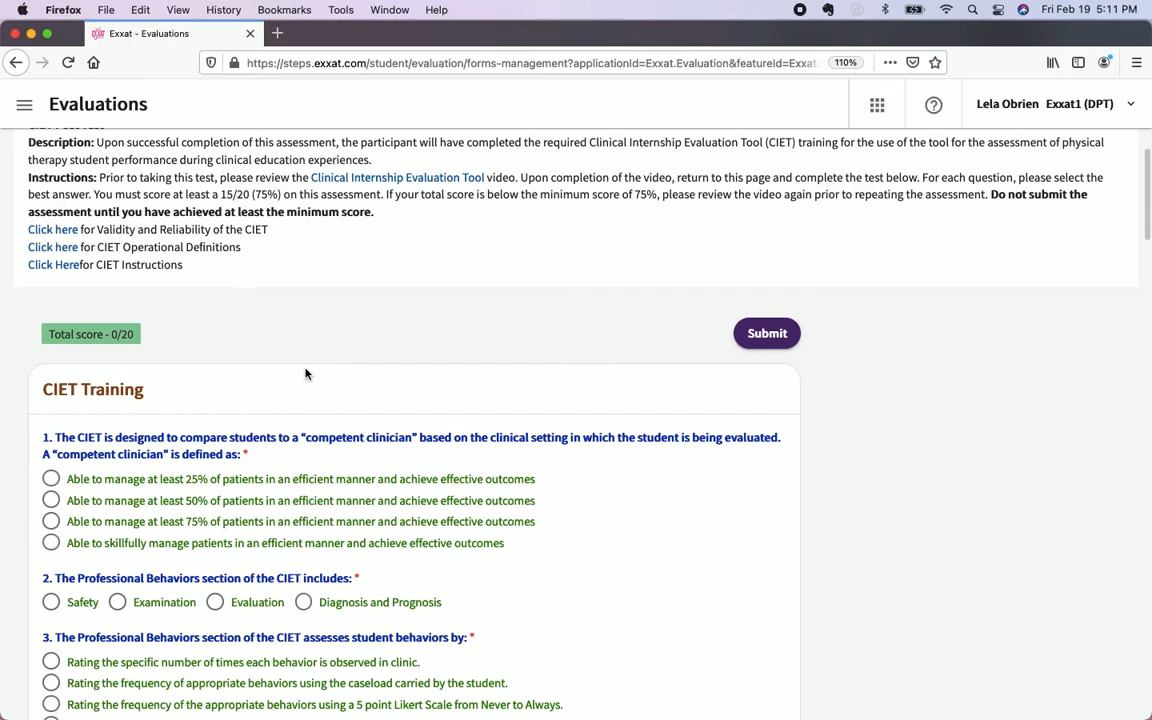 Firefox File Edit View History Bookmarks Tools Window Help Fri Feb 19 5:11 PM
Exxat - Evaluations
https://steps.exxat.com/student/evaluation/forms-management?applicationId=Exxat.Evaluation&featureId=Exxat. 110%
Evaluations Lela Obrien Exxat1 (DPT)
Description: Upon successful completion of this assessment, the participant will have completed the required Clinical Internship Evaluation Tool (CIET) training for the use of the tool for the assessment of physical
therapy student performance during clinical education experiences.
Instructions: Prior to taking this test, please review the Clinical Internship Evaluation Tool video. Upon completion of the video, return to this page and complete the test below. For each question, please select the
best answer. You must score at least a 15/20 (75%) on this assessment. If your total score is below the minimum score of 75%, please review the video again prior to repeating the assessment. Do not submit the
assessment until you have achieved at least the minimum score.
Click here for Validity and Reliability of the CIET
Click here for CIET Operational Definitions
Click Herefor CIET Instructions
Total score - 0/20 Submit
CIET Training
1. The CIET is designed to compare students to a "competent clinician" based on the clinical setting in which the student is being evaluated.
A "competent clinician" is defined as: *
Able to manage at least 25% of patients in an efficient manner and achieve effective outcomes
Able to manage at least 50% of patients in an efficient manner and achieve effective outcomes
Able to manage at least 75% of patients in an efficient manner and achieve effective outcomes
Able to skillfully manage patients in an efficient manner and achieve effective outcomes
2. The Professional Behaviors section of the CIET includes: *
Safety Examination Evaluation Diagnosis and Prognosis
3. The Professional Behaviors section of the CIET assesses student behaviors by: *
Rating the specific number of times each behavior is observed in clinic.
Rating the frequency of appropriate behaviors using the caseload carried by the student.
Rating the frequency of the appropriate behaviors using a 5 point Likert Scale from Never to Always.